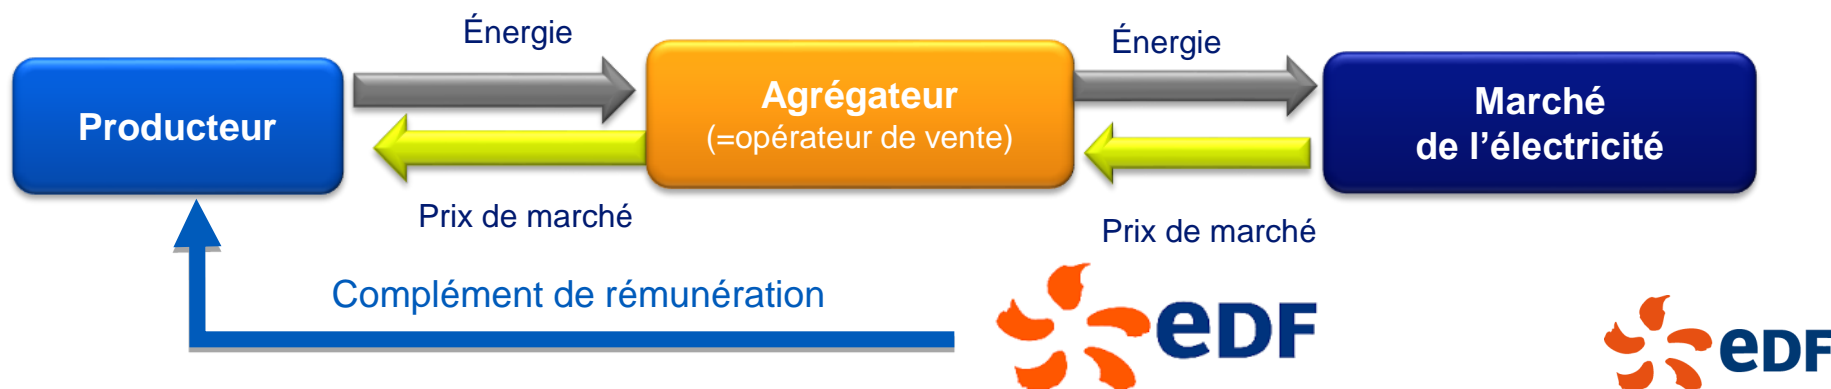 Énergie
Énergie
Producteur
Agrégateur
(=opérateur de vente)
Marché
de l’électricité
Prix de marché
Prix de marché
Complément de rémunération
eDF
eDF